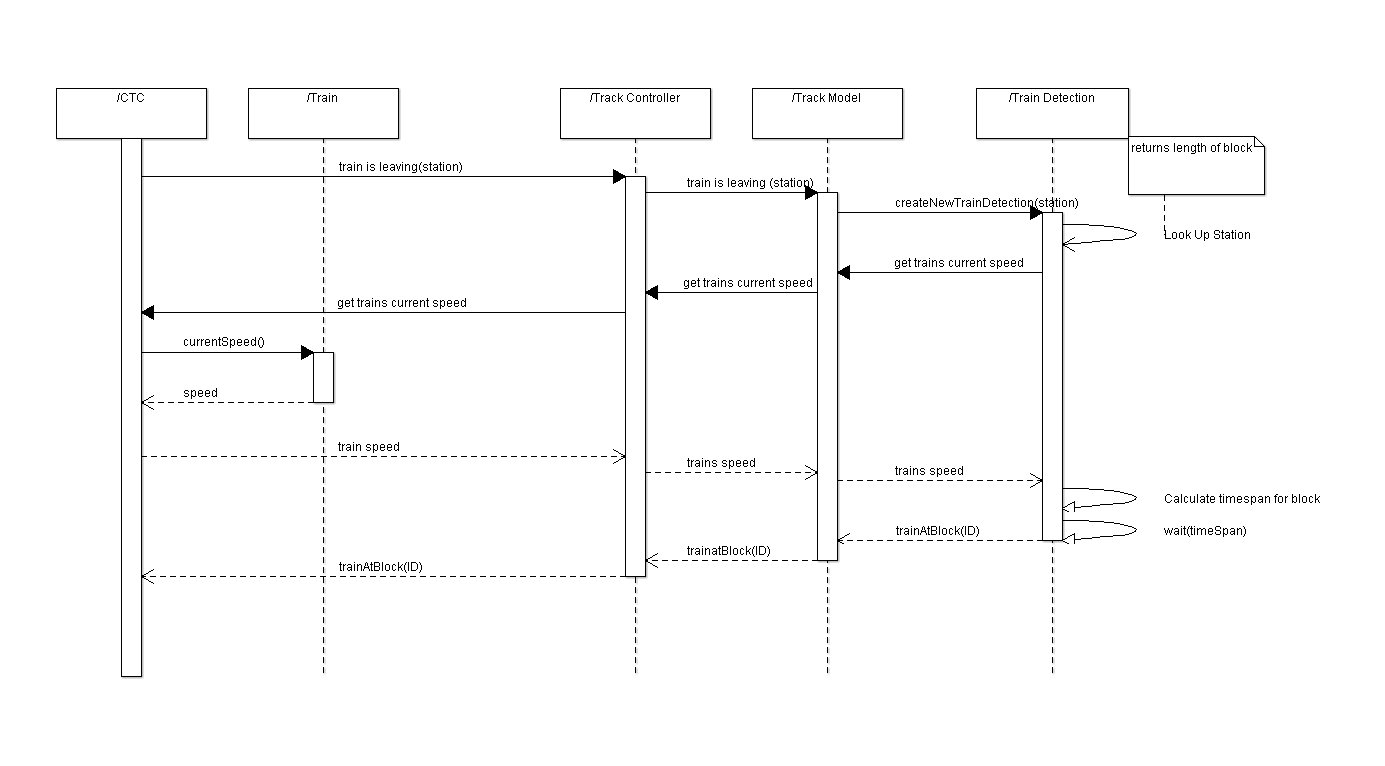 /CTC
/Train
/Track Controller
/Track Model
/Train Detection
returns length of block
train is leaving(station)
train is leaving (station)
createNewTrainDetection(station)
Look Up Station
get trains current speed
get trains current speed
get trains current speed
currentSpeed()
speed
train speed
trains speed
trains speed
Calculate timespan for block
trainAtBlock(ID)
wait(timeSpan)
trainatBlock(ID)
trainAtBlock(ID)